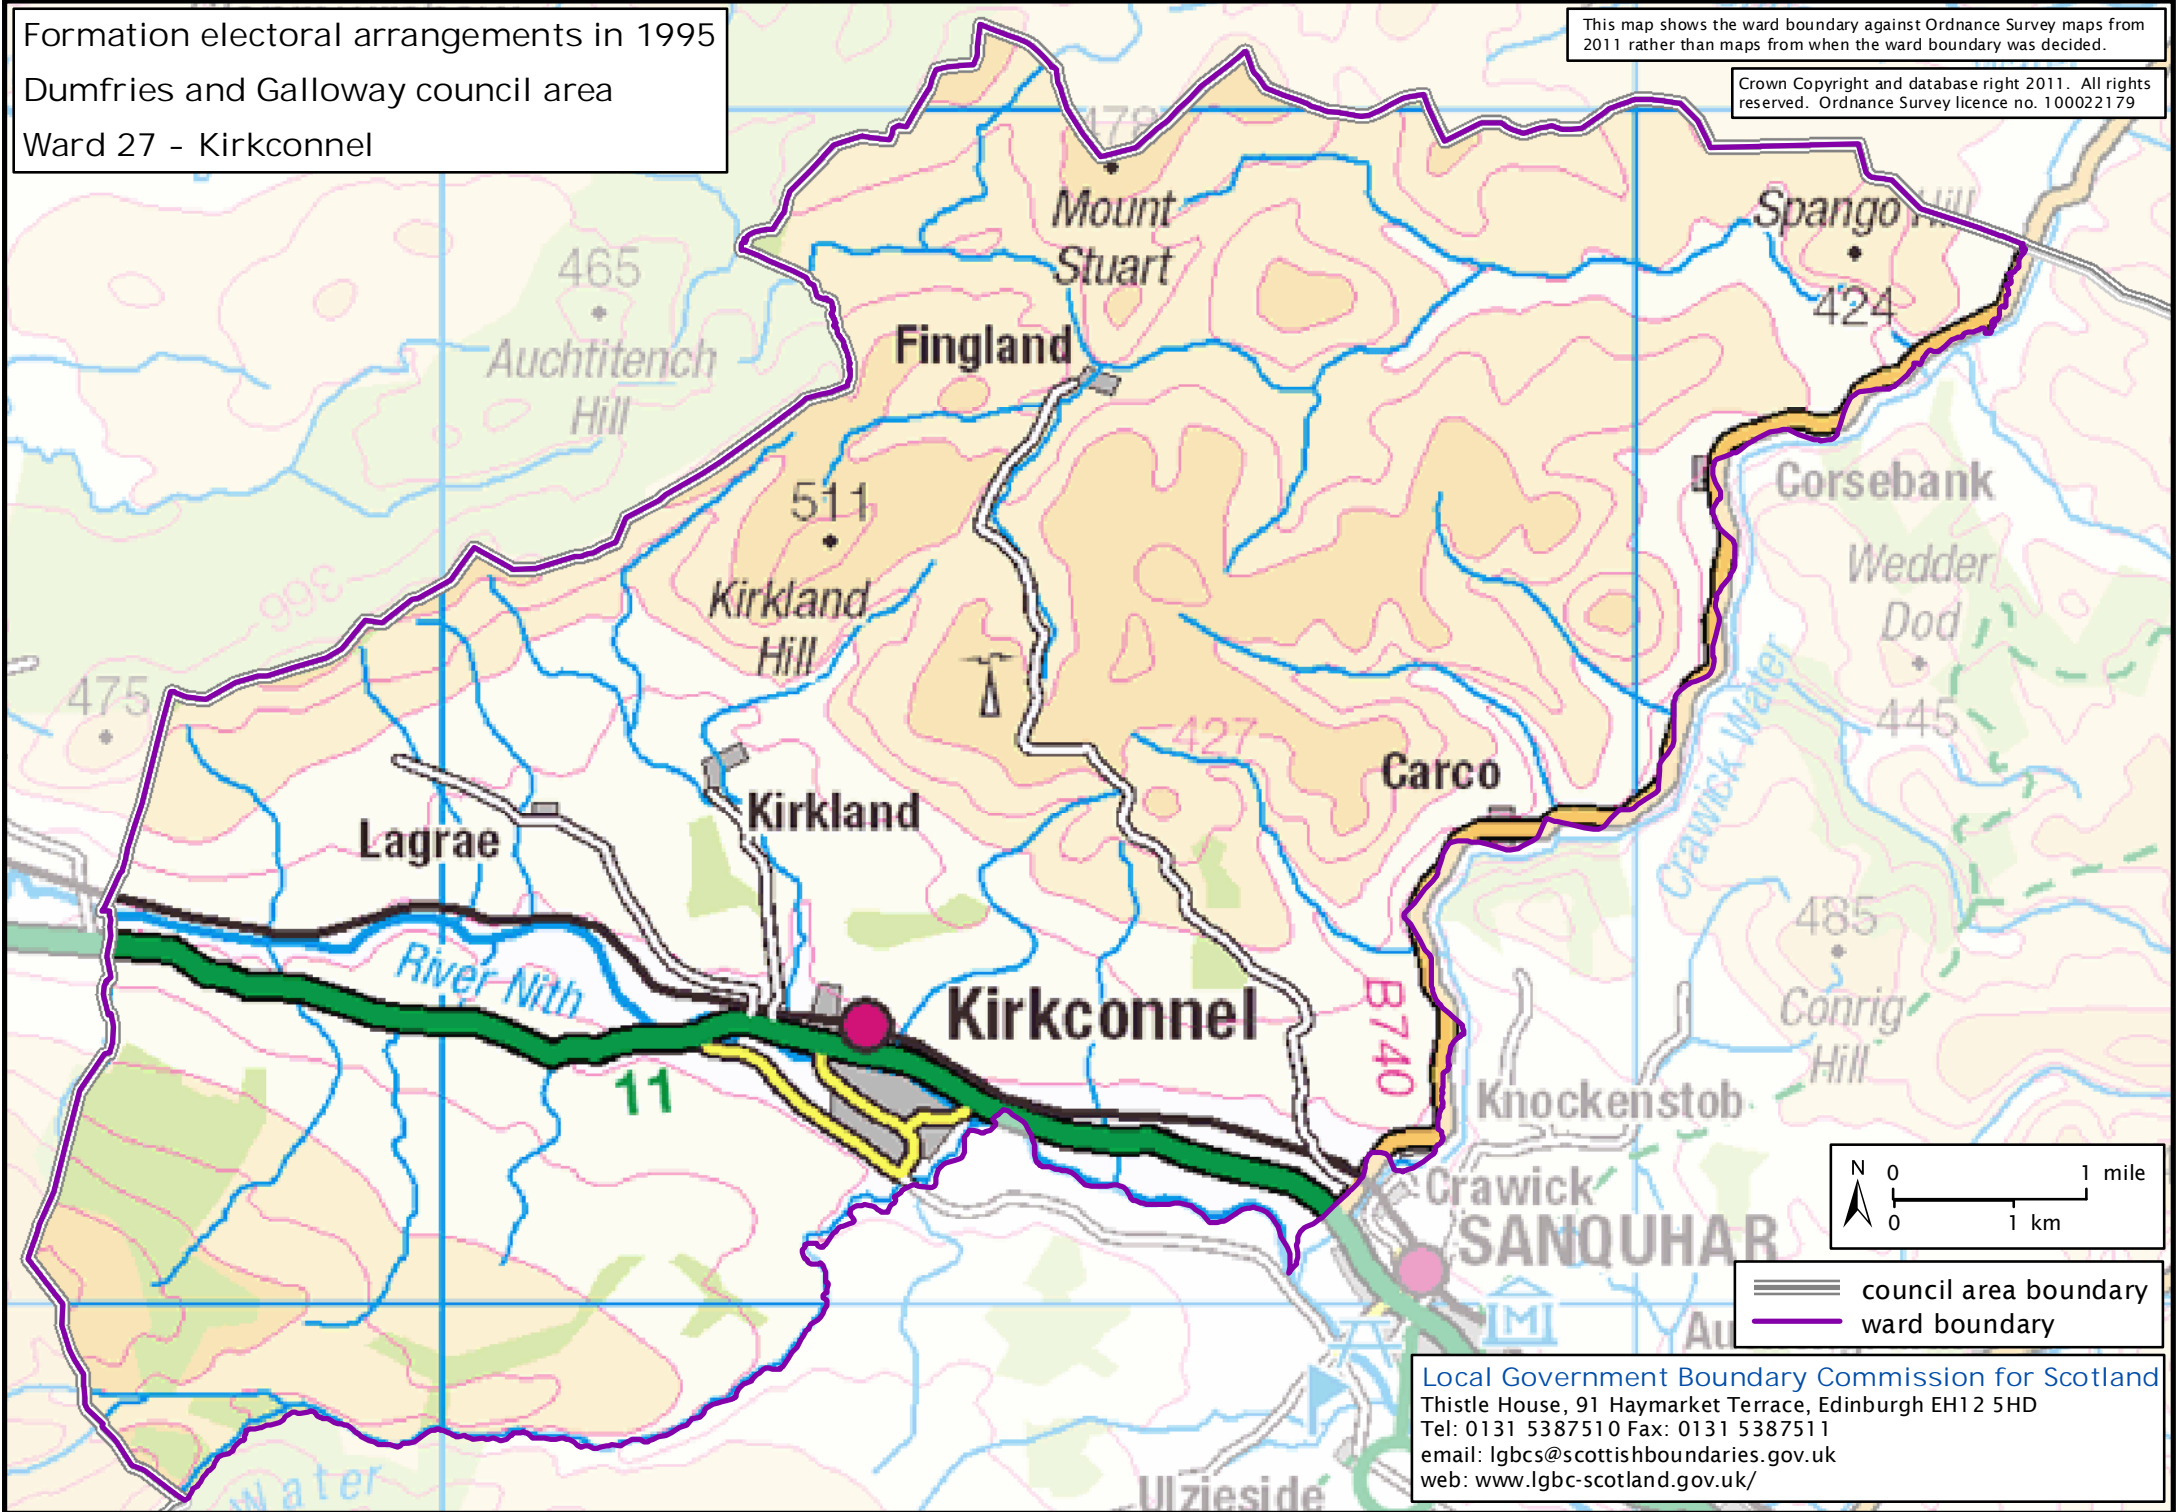 Formation electoral arrangements in 1995
Dumfries and Galloway council area
Ward 27 - Kirkconnel
This map shows the ward boundary against Ordnance Survey maps from
2011 rather than maps from when the ward boundary was decided.
Crown Copyright and database right 2011. All rights
reserved. Ordnance Survey licence no. 100022179
478
Mount
Stuart
Spango Hill
424
465
Auchtitench
Hill
Fingland
Corsebank
511
Kirkland
Hill
Wedder
Dod
366
475
445
427
Carco
Crawick Water
Lagrae
Kirkland
485
River Nith
Kirkconnel
B740
Conrig
Hill
11
Knockenstob
Crawick
SANQUHAR
N 0 1 mile
0 1 km
council area boundary
ward boundary
Local Government Boundary Commission for Scotland
Thistle House, 91 Haymarket Terrace, Edinburgh EH12 5HD
Tel: 0131 5387510 Fax: 0131 5387511
email: lgbcs@scottishboundaries.gov.uk
web: www.lgbc-scotland.gov.uk/
Water
Ulzieside